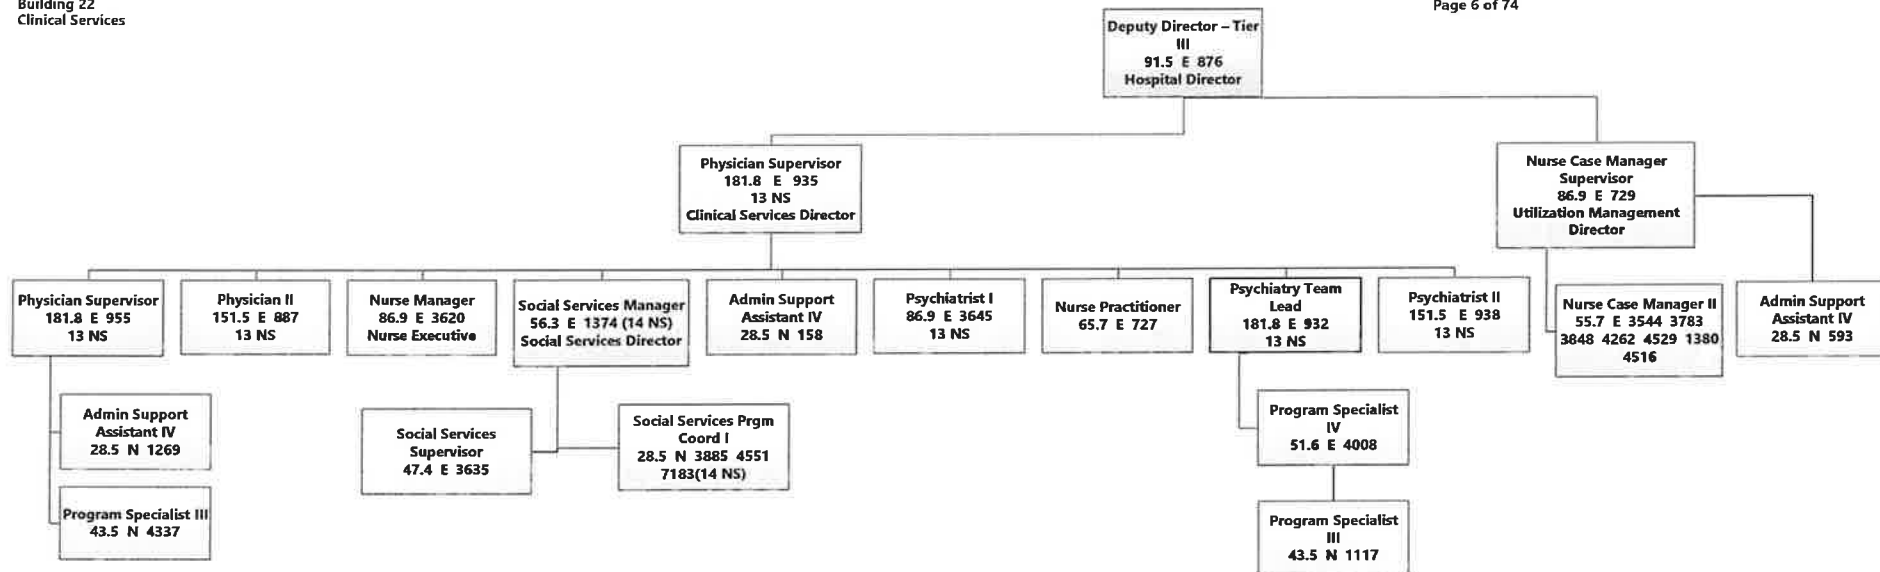 Building 22
Clinical Services
Page 6 of 74
Deputy Director – Tier
III
91.5 E 876
Hospital Director
Physician Supervisor
181.8 E 935
13 NS
Clinical Services Director
Nurse Case Manager
Supervisor
86.9 E 729
Utilization Management
Director
Physician Supervisor
181.8 E 955
13 NS
Physician II
151.5 E 887
13 NS
Nurse Manager
86.9 E 3620
Nurse Executive
Social Services Manager
56.3 E 1374 (14 NS)
Social Services Director
Admin Support
Assistant IV
28.5 N 158
Psychiatrist I
86.9 E 3645
13 NS
Nurse Practitioner
65.7 E 727
Psychiatry Team
Lead
181.8 E 932
13 NS
Psychiatrist II
151.5 E 938
13 NS
Nurse Case Manager II
55.7 E 3544 3783
3848 4262 4529 1380
4516
Admin Support
Assistant IV
28.5 N 593
Admin Support
Assistant IV
28.5 N 1269
Program Specialist III
43.5 N 4337
Social Services
Supervisor
47.4 E 3635
Social Services Prgm
Coord I
28.5 N 3885 4551
7183(14 NS)
Program Specialist
IV
51.6 E 4008
Program Specialist
III
43.5 N 1117